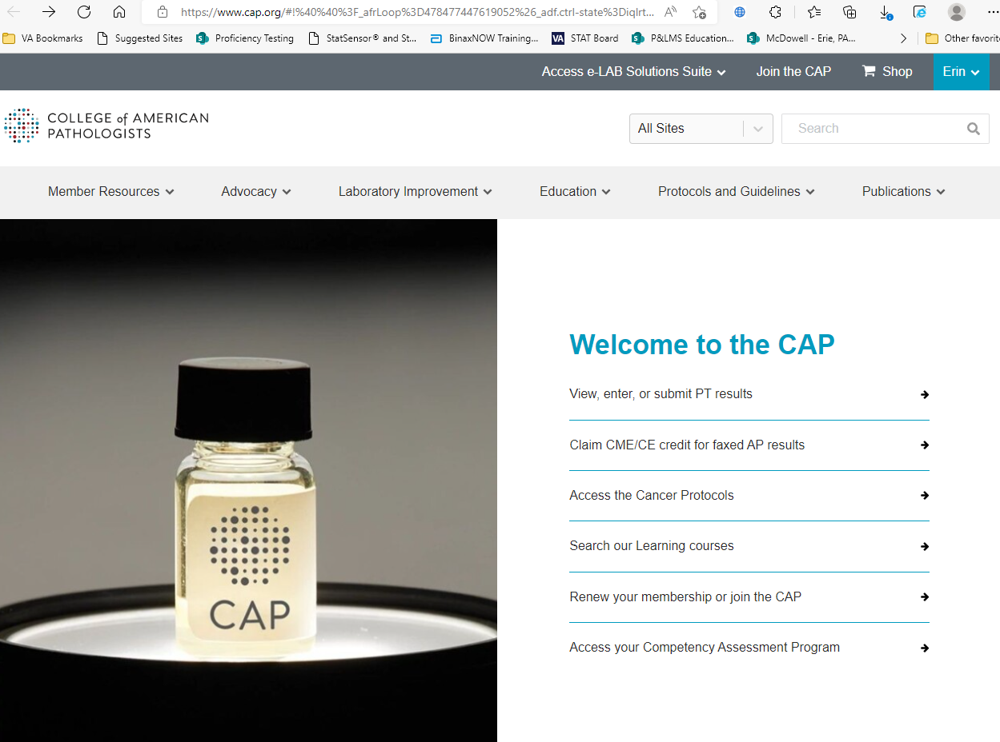 https://www.cap.org/#!%40%40%3F_afrLoop%3D478477447619052%26_adf.ctrl-state%3Diqlrt...
VA Bookmarks Suggested Sites Proficiency Testing StatSensor® and St... BinaxNOW Training... VA STAT Board P&LMS Education... McDowell - Erie, PA... Other favorit
Access e-LAB Solutions Suite Join the CAP Shop Erin
COLLEGE of AMERICAN
PATHOLOGISTS
All Sites Search
Member Resources Advocacy Laboratory Improvement Education Protocols and Guidelines Publications
Welcome to the CAP
View, enter, or submit PT results
Claim CME/CE credit for faxed AP results
Access the Cancer Protocols
Search our Learning courses
Renew your membership or join the CAP
Access your Competency Assessment Program
CAP